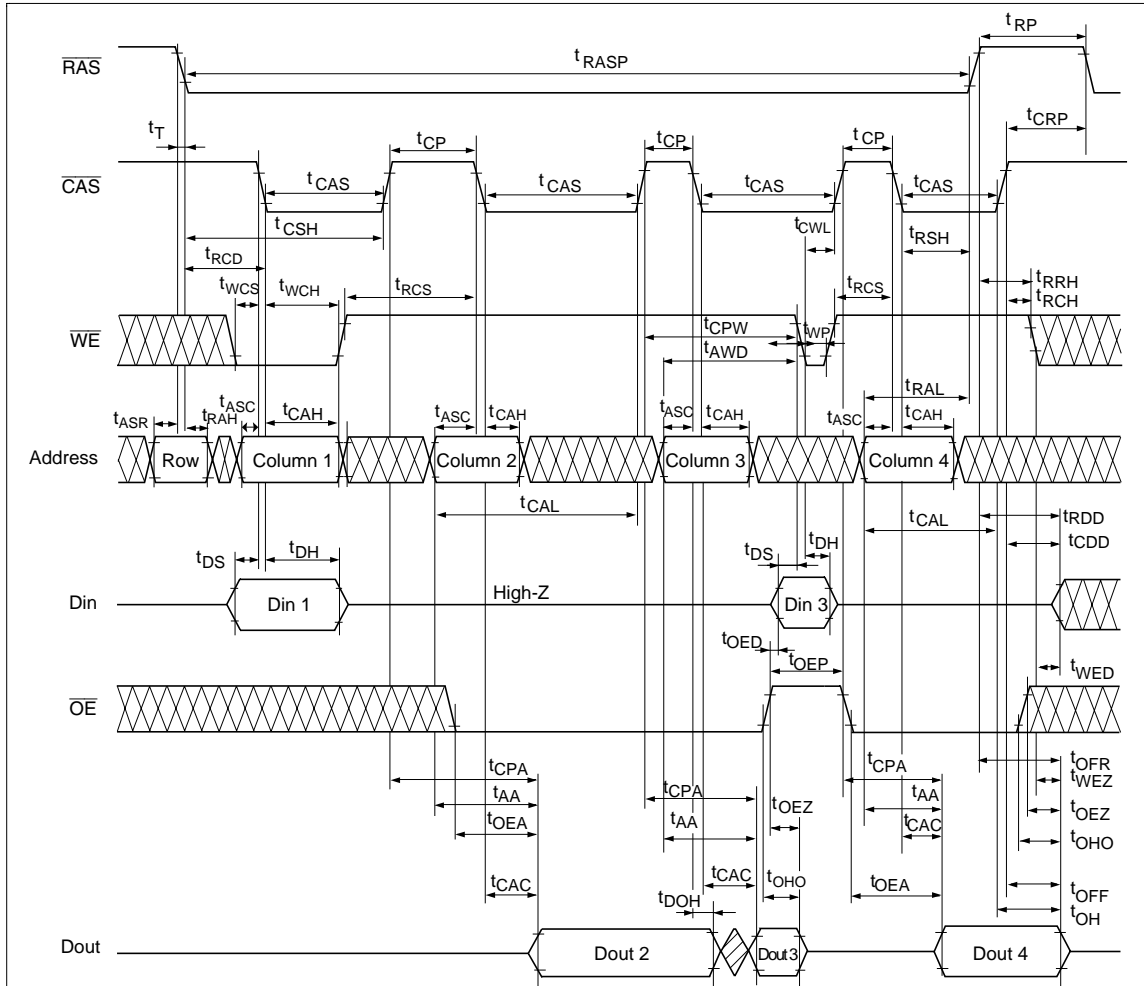 tRP
RAS
tRASP
tT
tCP
tCP
tCP
tCRP
CAS
tCAS
tCAS
tCAS
tCAS
tCSH
tCWL
tRSH
tRCD
tWCS
tWCH
tRCS
tRCS
tRRH
tRCH
WE
tCPW
tWP
tAWD
tRAL
tASR
tRAH
tASC
tCAH
tASC
tCAH
tASC
tCAH
tASC
tCAH
Address
Row
Column 1
Column 2
Column 3
Column 4
tCAL
tCAL
tRDD
tCDD
tDS
tDH
tDS
tDH
Din
Din 1
High-Z
Din 3
tOED
tOEP
tWED
OE
tCPA
tCPA
tCPA
tOFR
tWEZ
tAA
tAA
tOEZ
tAA
tOEZ
tOEA
tCAC
tOHO
tCAC
tCAC
tOHO
tOEA
tOFF
tDOH
tOH
Dout
Dout 2
Dout 3
Dout 4